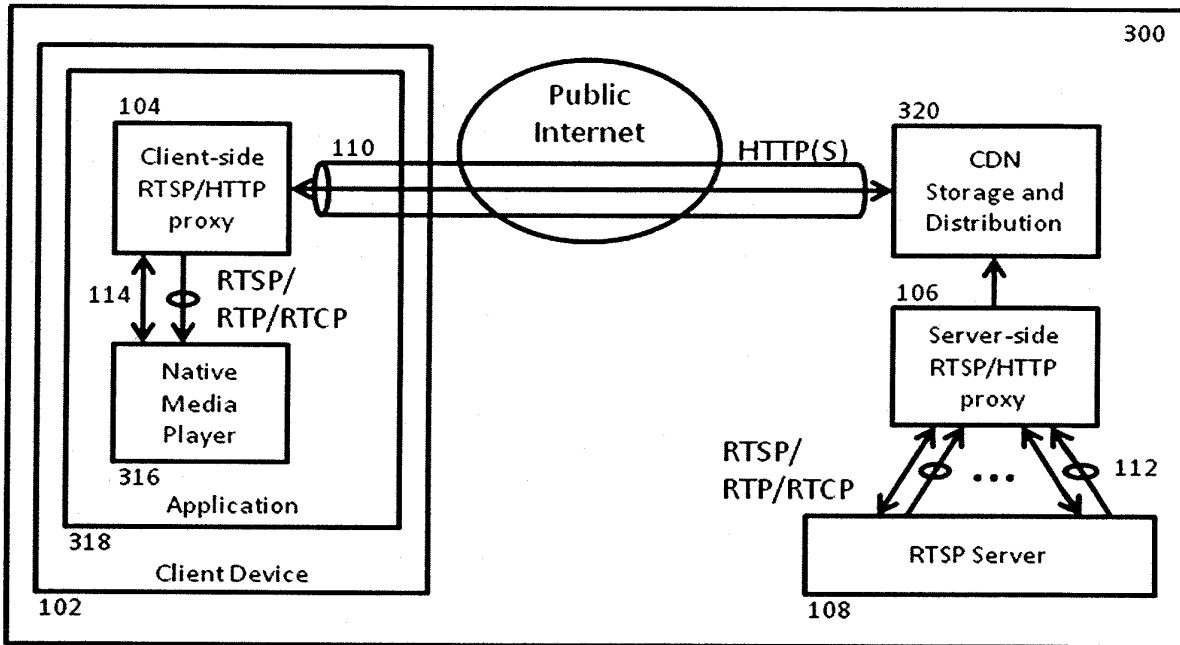 300
104
Client-side
RTSP/HTTP
proxy
110
Public
Internet
HTTP(S)
320
CDN
Storage and
Distribution
114
RTSP/
RTP/RTCP
106
Server-side
RTSP/HTTP
proxy
Native
Media
Player
316
Application
318
Client Device
102
RTSP/
RTP/RTCP
...
112
RTSP Server
108